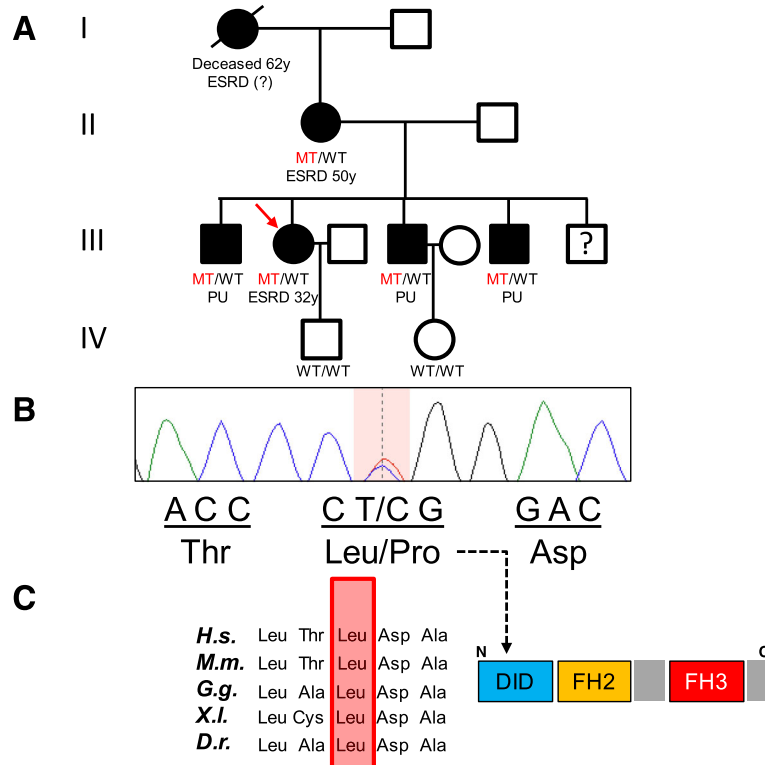 A
I
Deceased 62y
ESRD (?)
II
MT/WT
ESRD 50y
III
?
MT/WT
PU
MT/WT
ESRD 32y
MT/WT
PU
MT/WT
PU
IV
WT/WT
WT/WT
B
A C C
C T/C G
G A C
Thr
Leu/Pro
Asp
C
H.s. Leu Thr Leu Asp Ala
M.m. Leu Thr Leu Asp Ala
G.g. Leu Ala Leu Asp Ala
X.l. Leu Cys Leu Asp Ala
D.r. Leu Ala Leu Asp Ala
N
C
DID
FH2
FH3